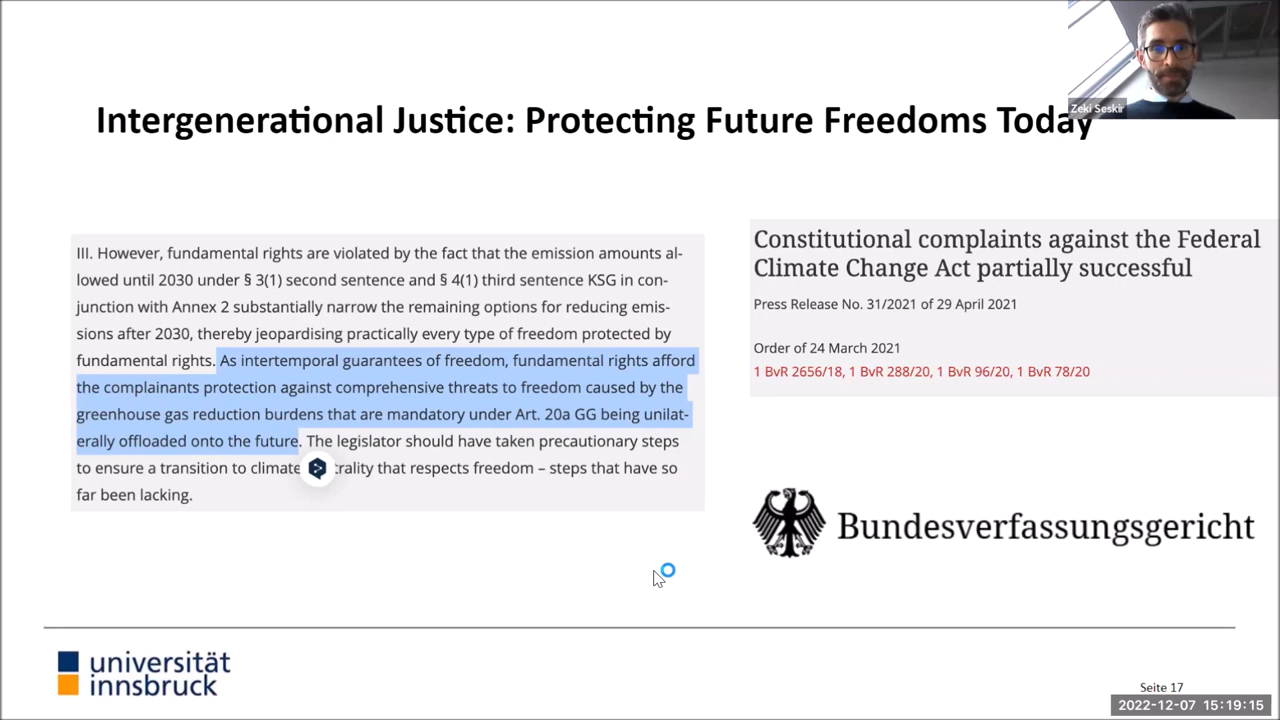 Zeki Seskir
Intergenerational Justice: Protecting Future Freedoms Today
III. However, fundamental rights are violated by the fact that the emission amounts al-
lowed until 2030 under § 3(1) second sentence and § 4(1) third sentence KSG in con-
junction with Annex 2 substantially narrow the remaining options for reducing emis-
sions after 2030, thereby jeopardising practically every type of freedom protected by
fundamental rights. As intertemporal guarantees of freedom, fundamental rights afford
the complainants protection against comprehensive threats to freedom caused by the
greenhouse gas reduction burdens that are mandatory under Art. 20a GG being unilat-
erally offloaded onto the future. The legislator should have taken precautionary steps
to ensure a transition to climate trality that respects freedom – steps that have so
far been lacking.
Constitutional complaints against the Federal
Climate Change Act partially successful
Press Release No. 31/2021 of 29 April 2021
Order of 24 March 2021
1 BvR 2656/18, 1 BvR 288/20, 1 BvR 96/20, 1 BvR 78/20
Bundesverfassungsgericht
universität
innsbruck
Seite 17
2022-12-07 15:19:15